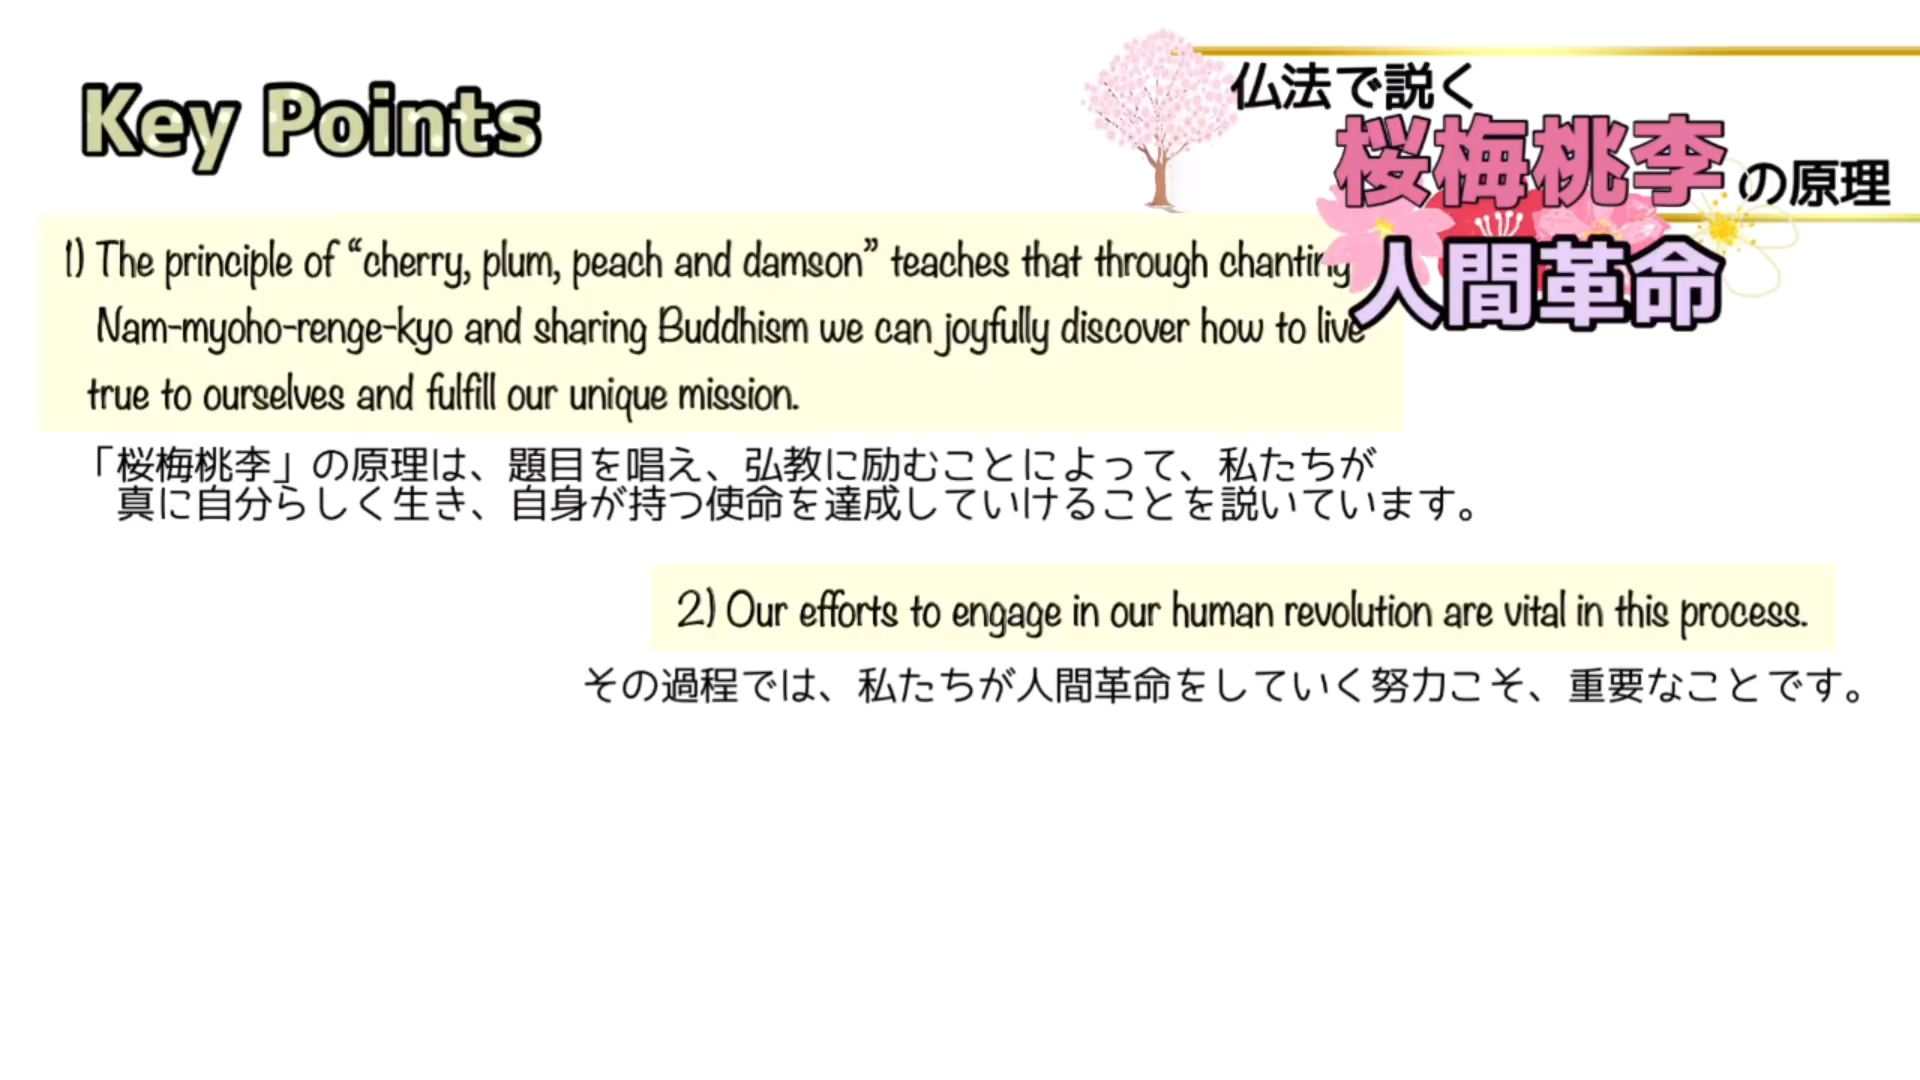 Key Points
仏法で説く
桜梅桃李の原理
人間革命
1) The principle of “cherry, plum, peach and damson” teaches that through chanting
Nam-myoho-renge-kyo and sharing Buddhism we can joyfully discover how to live
true to ourselves and fulfill our unique mission.
「桜梅桃李」の原理は、題目を唱え、弘教に励むことによって、私たちが
真に自分らしく生き、自身が持つ使命を達成していけることを説いています。
2) Our efforts to engage in our human revolution are vital in this process.
その過程では、私たちが人間革命をしていく努力こそ、重要なことです。